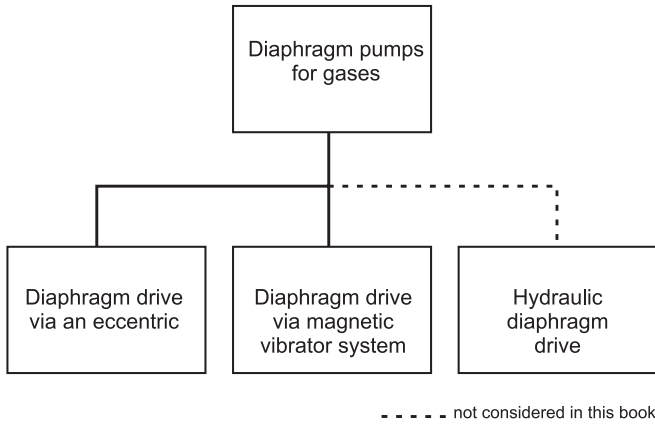 Diaphragm pumps
for gases
Diaphragm drive
via an eccentric
Diaphragm drive
via magnetic
vibrator system
Hydraulic
diaphragm
drive
not considered in this book